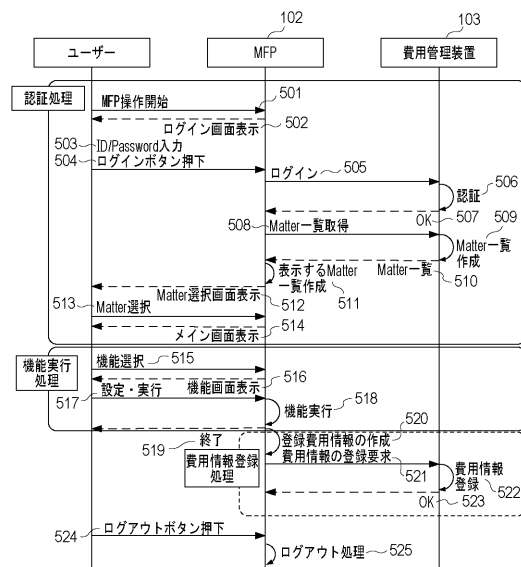 102
103
ユーザー
MFP
費用管理装置
認証処理
MFP操作開始
501
ログイン画面表示
502
503
ID/Password入力
504
ログインボタン押下
ログイン
505
認証
506
OK
507
508
Matter一覧取得
509
Matter一覧
作成
Matter一覧
510
表示するMatter
一覧作成
511
Matter選択画面表示
512
513
Matter選択
メイン画面表示
514
機能実行
処理
機能選択
515
機能画面表示
516
517
設定・実行
機能実行
518
519
終了
登録費用情報の作成
520
費用情報登録
処理
費用情報の登録要求
521
費用情報
登録
522
OK
523
524
ログアウトボタン押下
ログアウト処理
525